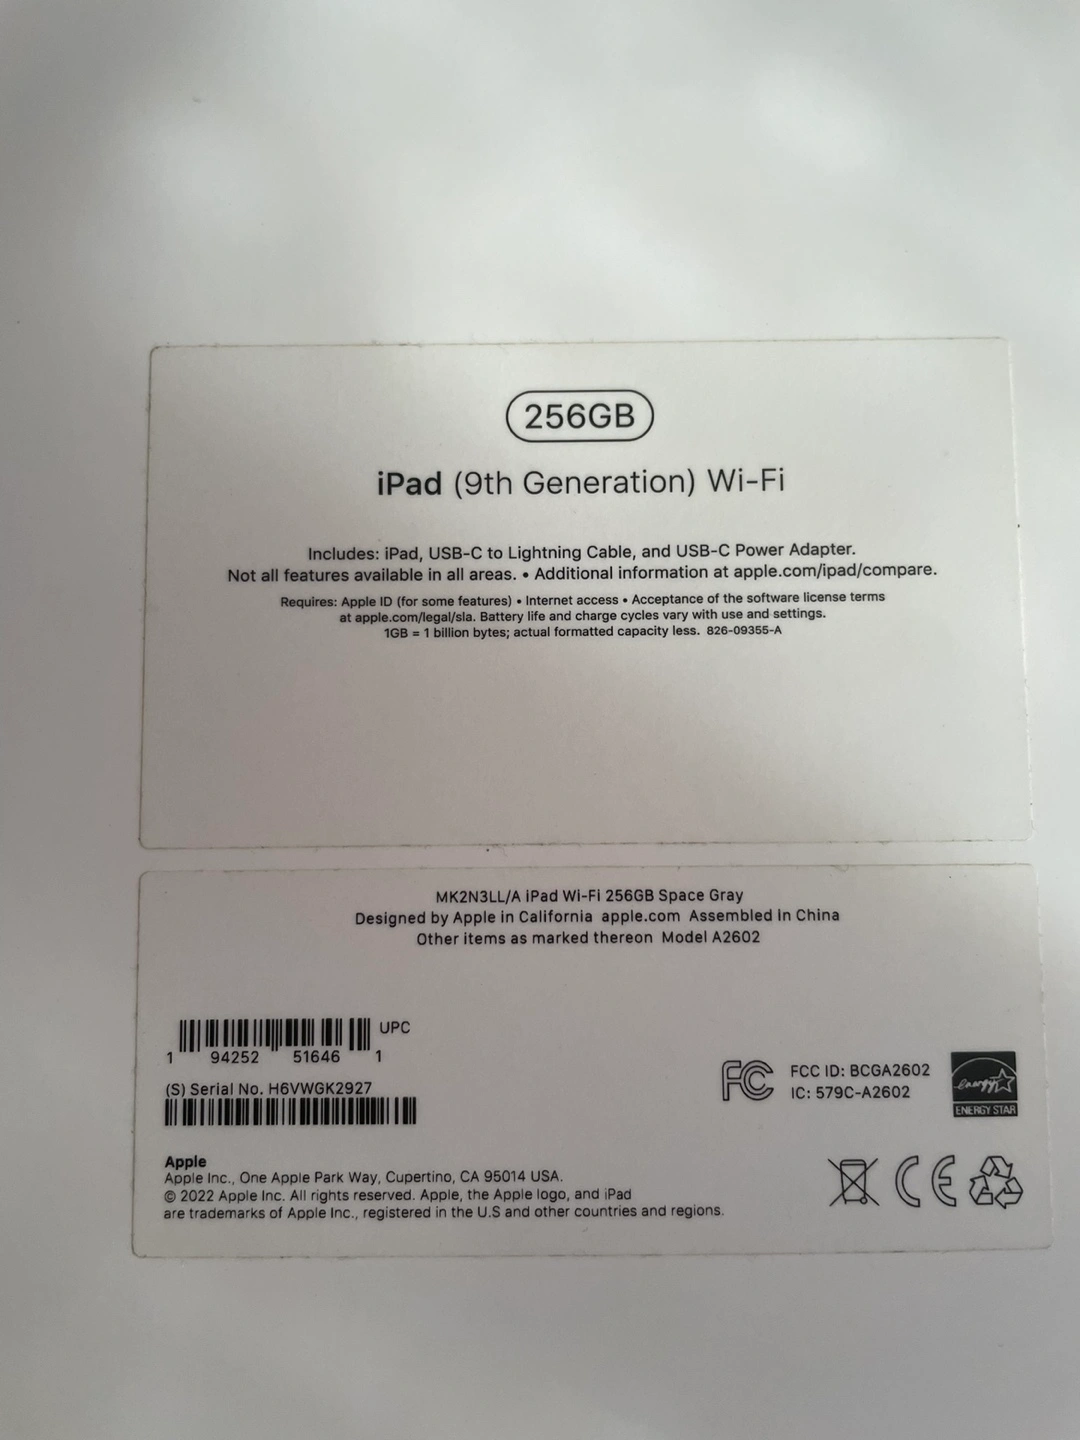 256GB
iPad (9th Generation) Wi-Fi
Includes: iPad, USB-C to Lightning Cable, and USB-C Power Adapter.
Not all features available in all areas. • Additional information at apple.com/ipad/compare.
Requires: Apple ID (for some features) • Internet access • Acceptance of the software license terms
at apple.com/legal/sla. Battery life and charge cycles vary with use and settings.
1GB = 1 billion bytes; actual formatted capacity less. 826-09355-A
MK2N3LL/A iPad Wi-Fi 256GB Space Gray
Designed by Apple in California apple.com Assembled in China
Other items as marked thereon Model A2602
UPC
1 94252 51646 1
(S) Serial No. H6VWGK2927
FC FCC ID: BCGA2602
IC: 579C-A2602
energy
ENERGY STAR
Apple
Apple Inc., One Apple Park Way, Cupertino, CA 95014 USA.
© 2022 Apple Inc. All rights reserved. Apple, the Apple logo, and iPad
are trademarks of Apple Inc., registered in the U.S and other countries and regions.
CE